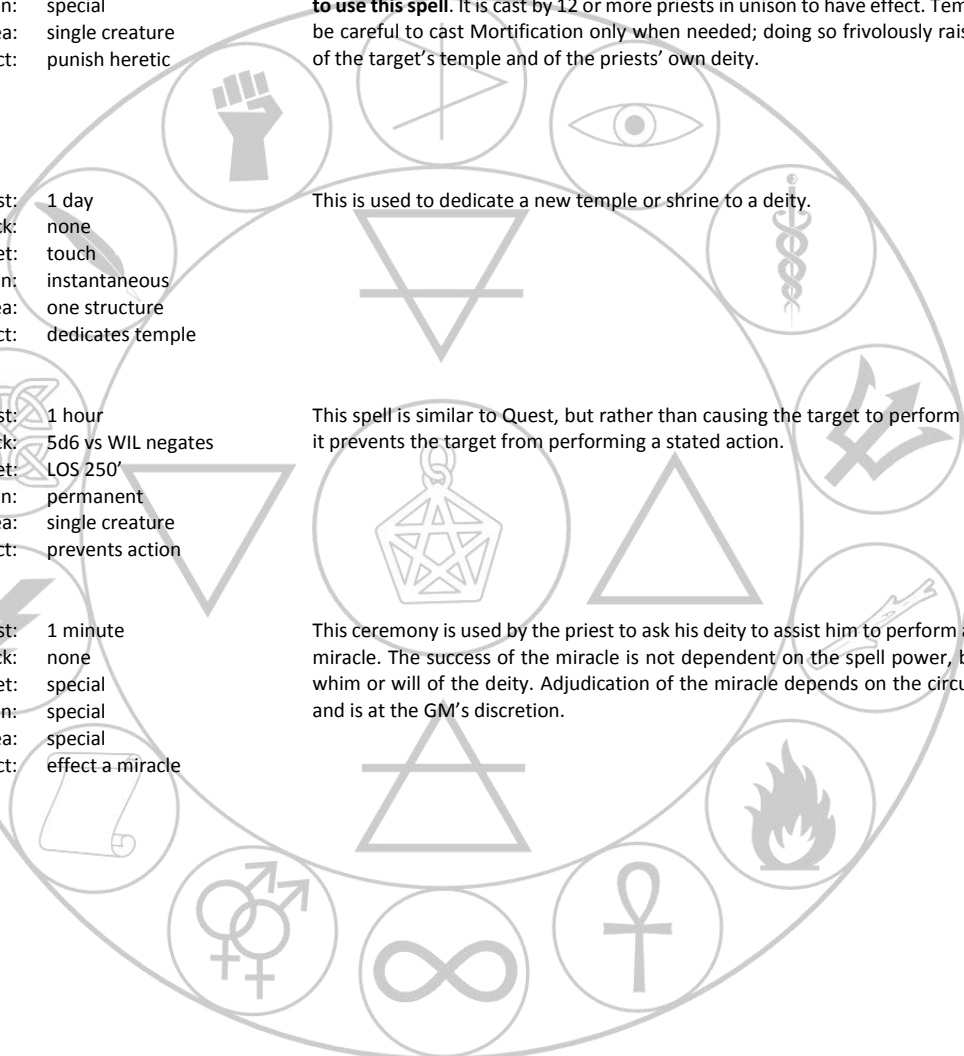 on: special
ea: single creature
ct: punish heretic
to use this spell. It is cast by 12 or more priests in unison to have effect. Tem
be careful to cast Mortification only when needed; doing so frivolously rais
of the target's temple and of the priests' own deity.
st: 1 day
ck: none
et: touch
on: instantaneous
ea: one structure
ct: dedicates temple
This is used to dedicate a new temple or shrine to a deity.
st: 1 hour
ck: 5d6 vs WIL negates
et: LOS 250'
on: permanent
ea: single creature
ct: prevents action
This spell is similar to Quest, but rather than causing the target to perform
it prevents the target from performing a stated action.
st: 1 minute
ck: none
et: special
on: special
ea: special
ct: effect a miracle
This ceremony is used by the priest to ask his deity to assist him to perform a
miracle. The success of the miracle is not dependent on the spell power, b
whim or will of the deity. Adjudication of the miracle depends on the circu
and is at the GM's discretion.